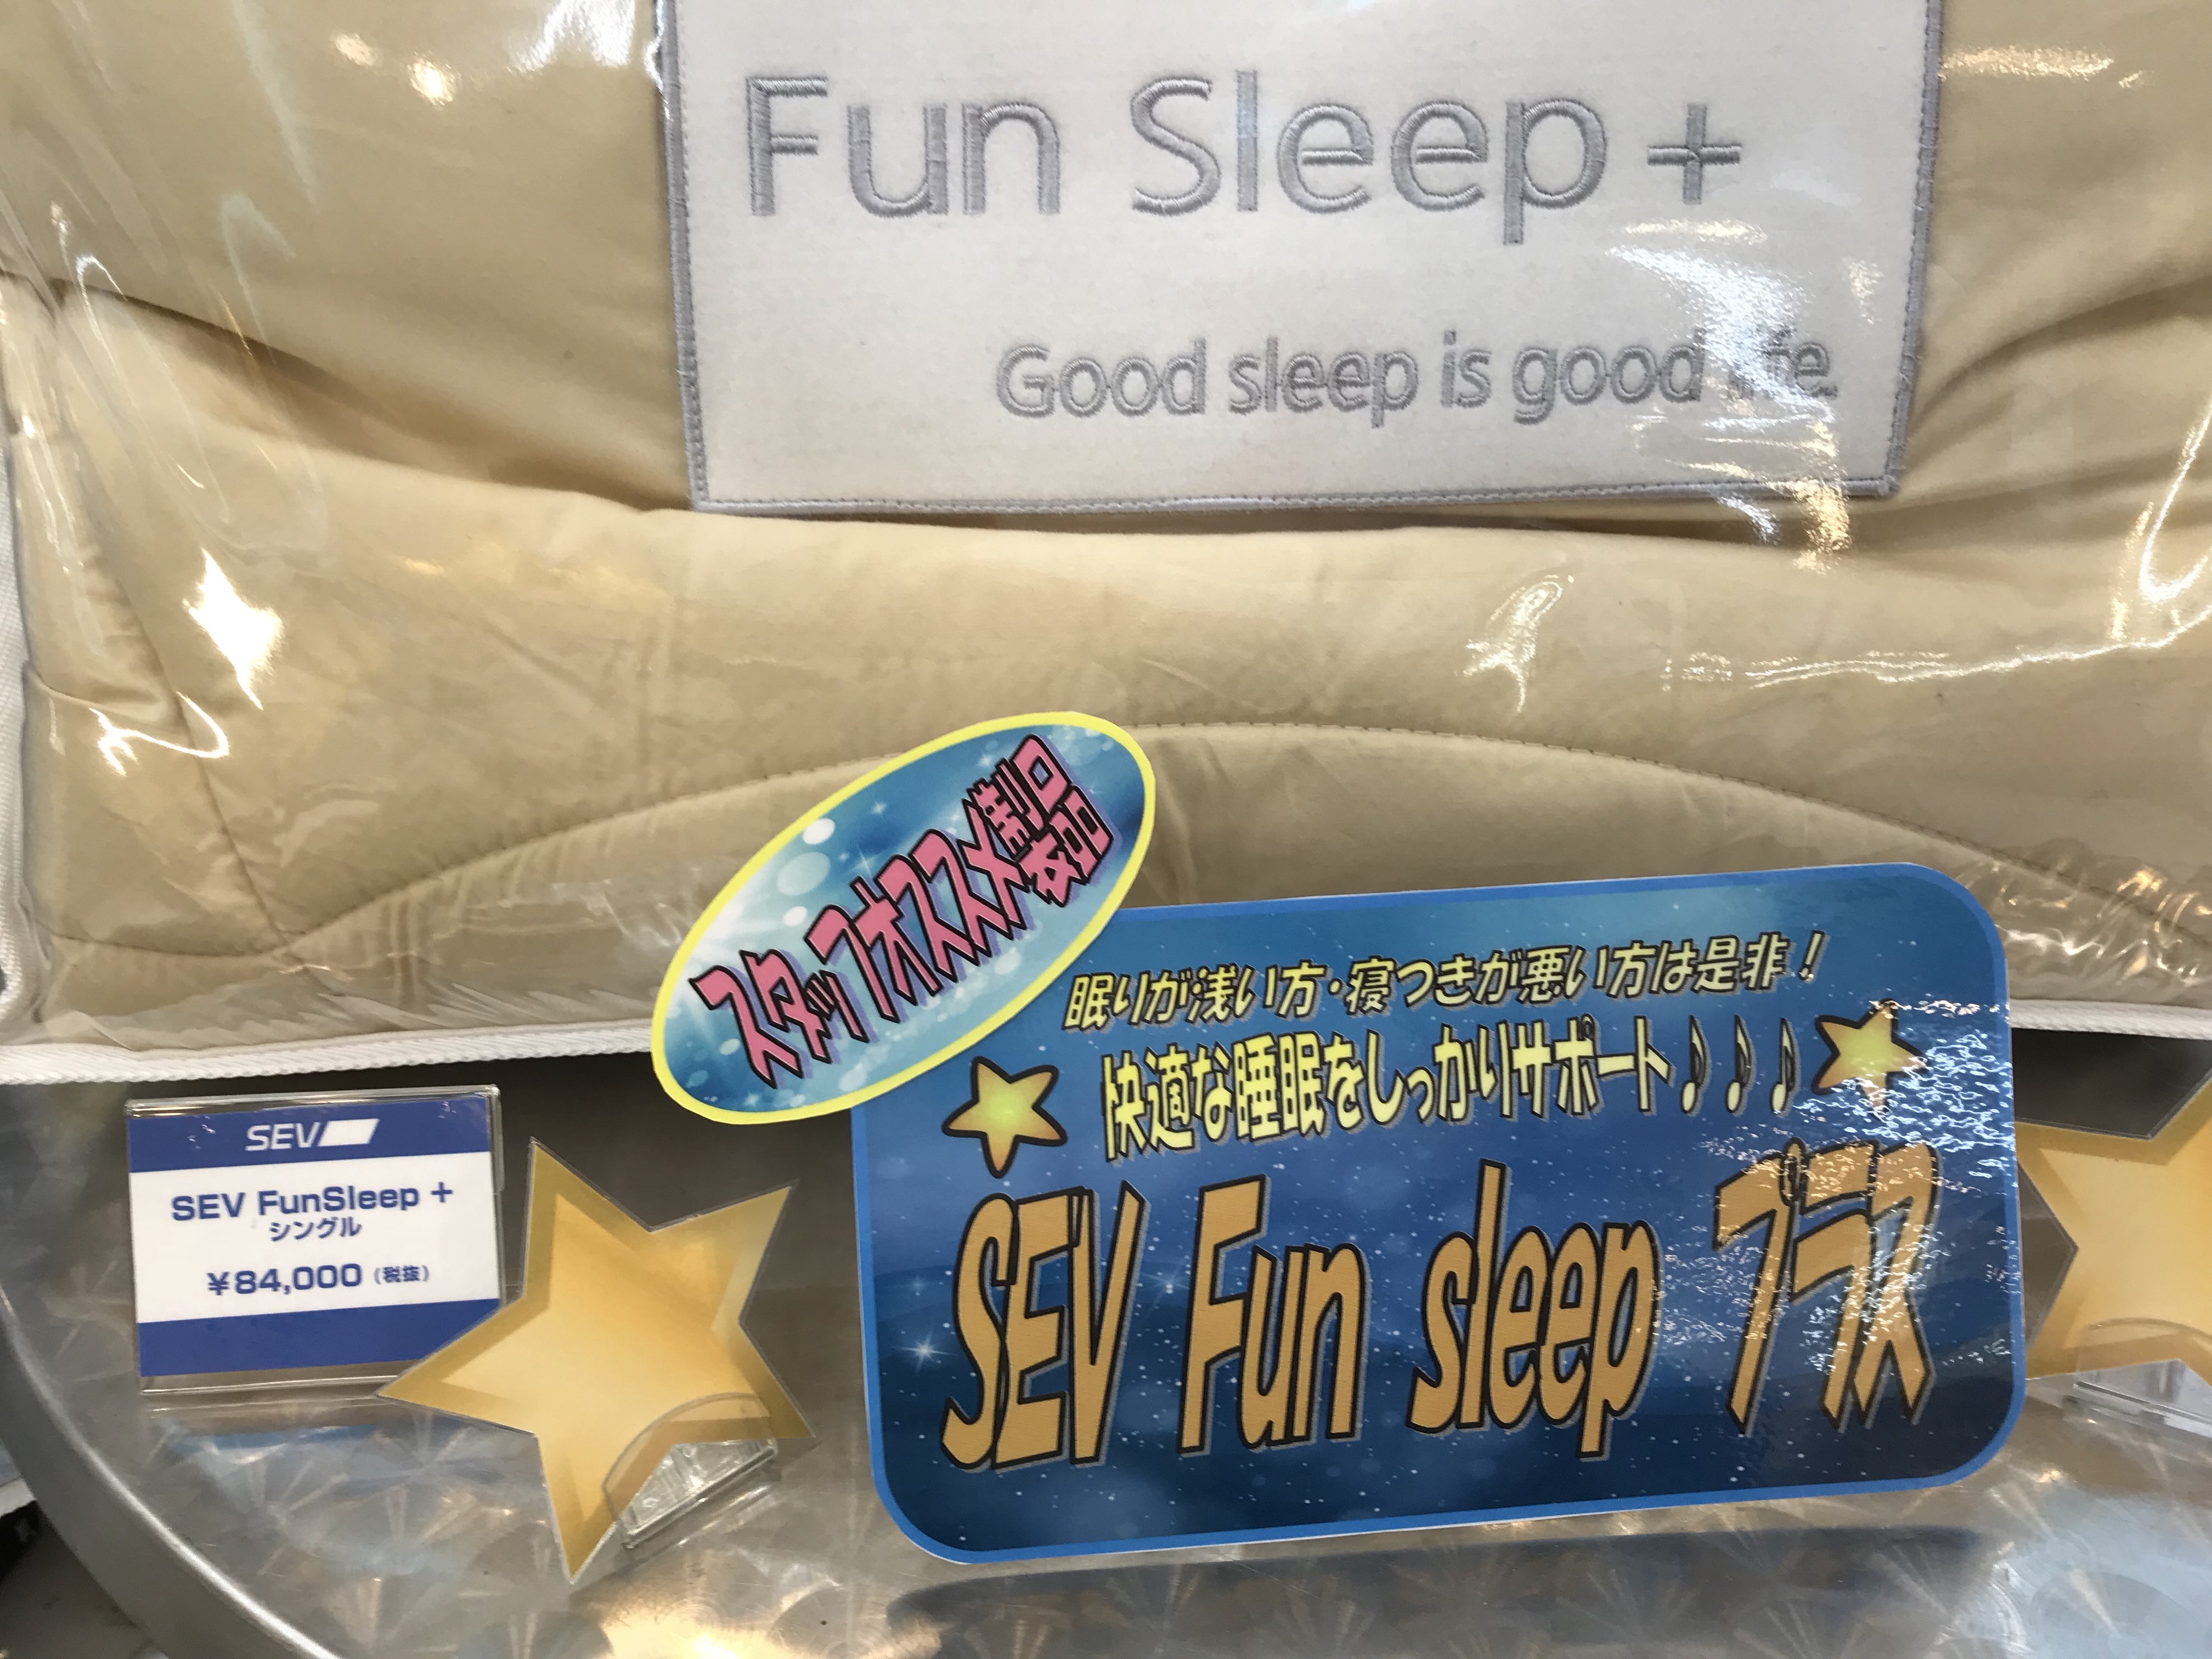 Fun Sleep +
Good sleep is good life.
スタッフオススメ製品
眠りが浅い方・寝つきが悪い方は是非！
快適な睡眠をしっかりサポート♪♪♪
SEV Fun sleep プラス
SEV
SEV FunSleep +
シングル
¥84,000（税抜）